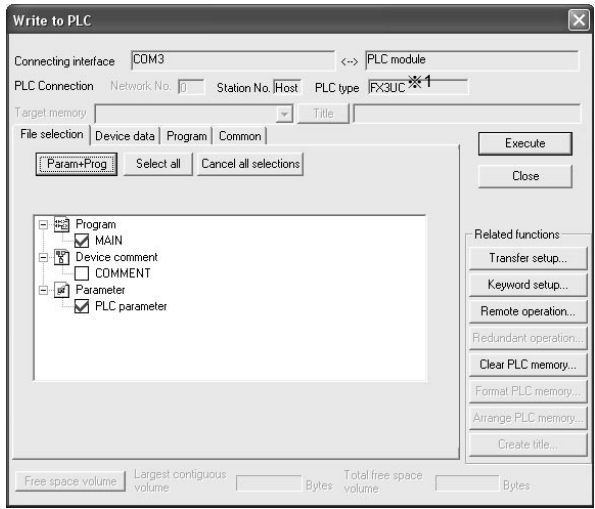 Write to PLC
Connecting interface COM3 <--> PLC module
PLC Connection Network No. 0 Station No. Host PLC type FX3UC ※1
Target memory Title
File selection Device data Program Common
Execute
Param+Prog Select all Cancel all selections
Close
Program
MAIN
Device comment
COMMENT
Parameter
PLC parameter
Related functions
Transfer setup...
Keyword setup...
Remote operation...
Redundant operation...
Clear PLC memory...
Format PLC memory...
Arrange PLC memory...
Create title...
Free space volume Largest contiguous volume Bytes Total free space volume Bytes